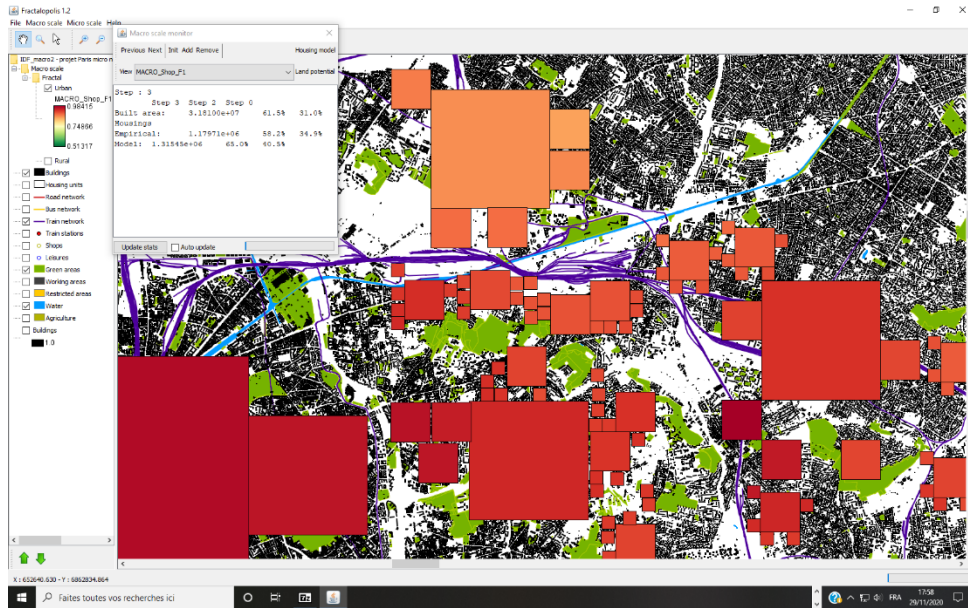 Fractalopolis 1.2
File Macro scale Micro scale Help
Macro scale monitor
Previous Next Init Add Remove Housing model
View MACRO_Shop_F1 Land potential
Step : 3
Step 3 Step 2 Step 0
Built area: 3.18100e+07 61.5% 31.0%
Housings
Empirical: 1.17971e+06 58.2% 34.9%
Model: 1.31545e+06 65.0% 40.5%
Update stats Auto update
IDF_macro2 - projet Paris micro n
Macro scale
Fractal
Urban
MACRO_Shop_F1
0.98415
0.74866
0.51317
Rural
Buildings
Housing units
Road network
Bus network
Train network
Train stations
Shops
Leisures
Green areas
Working areas
Restricted areas
Water
Agriculture
Buildings
1.0
X : 652640.630 - Y : 6862834.864
Faites toutes vos recherches ici
FRA
17:58
29/11/2020